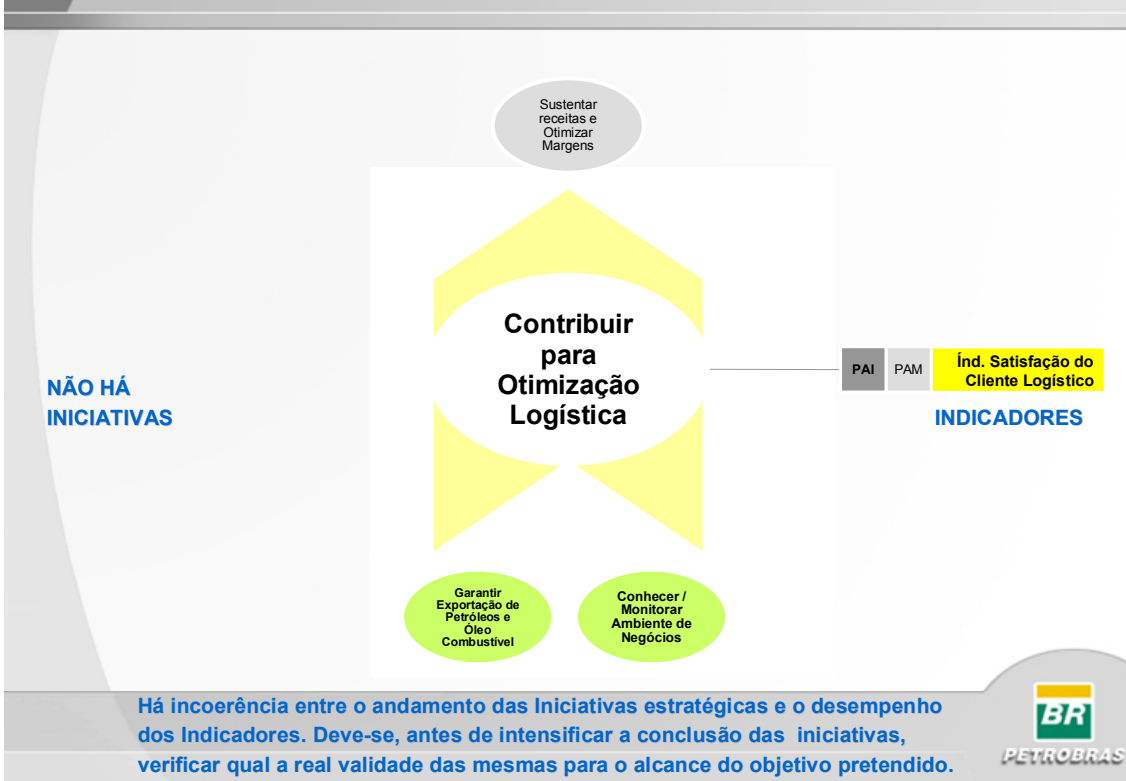 Sustentar
receitas e
Otimizar
Margens
Contribuir
para
Otimização
Logística
NÃO HÁ
INICIATIVAS
PAI
PAM
Índ. Satisfação do
Cliente Logístico
INDICADORES
Garantir
Exportação de
Petróleos e
Óleo
Combustível
Conhecer /
Monitorar
Ambiente de
Negócios
Há incoerência entre o andamento das Iniciativas estratégicas e o desempenho
dos Indicadores. Deve-se, antes de intensificar a conclusão das iniciativas,
verificar qual a real validade das mesmas para o alcance do objetivo pretendido.
BR
PETROBRAS